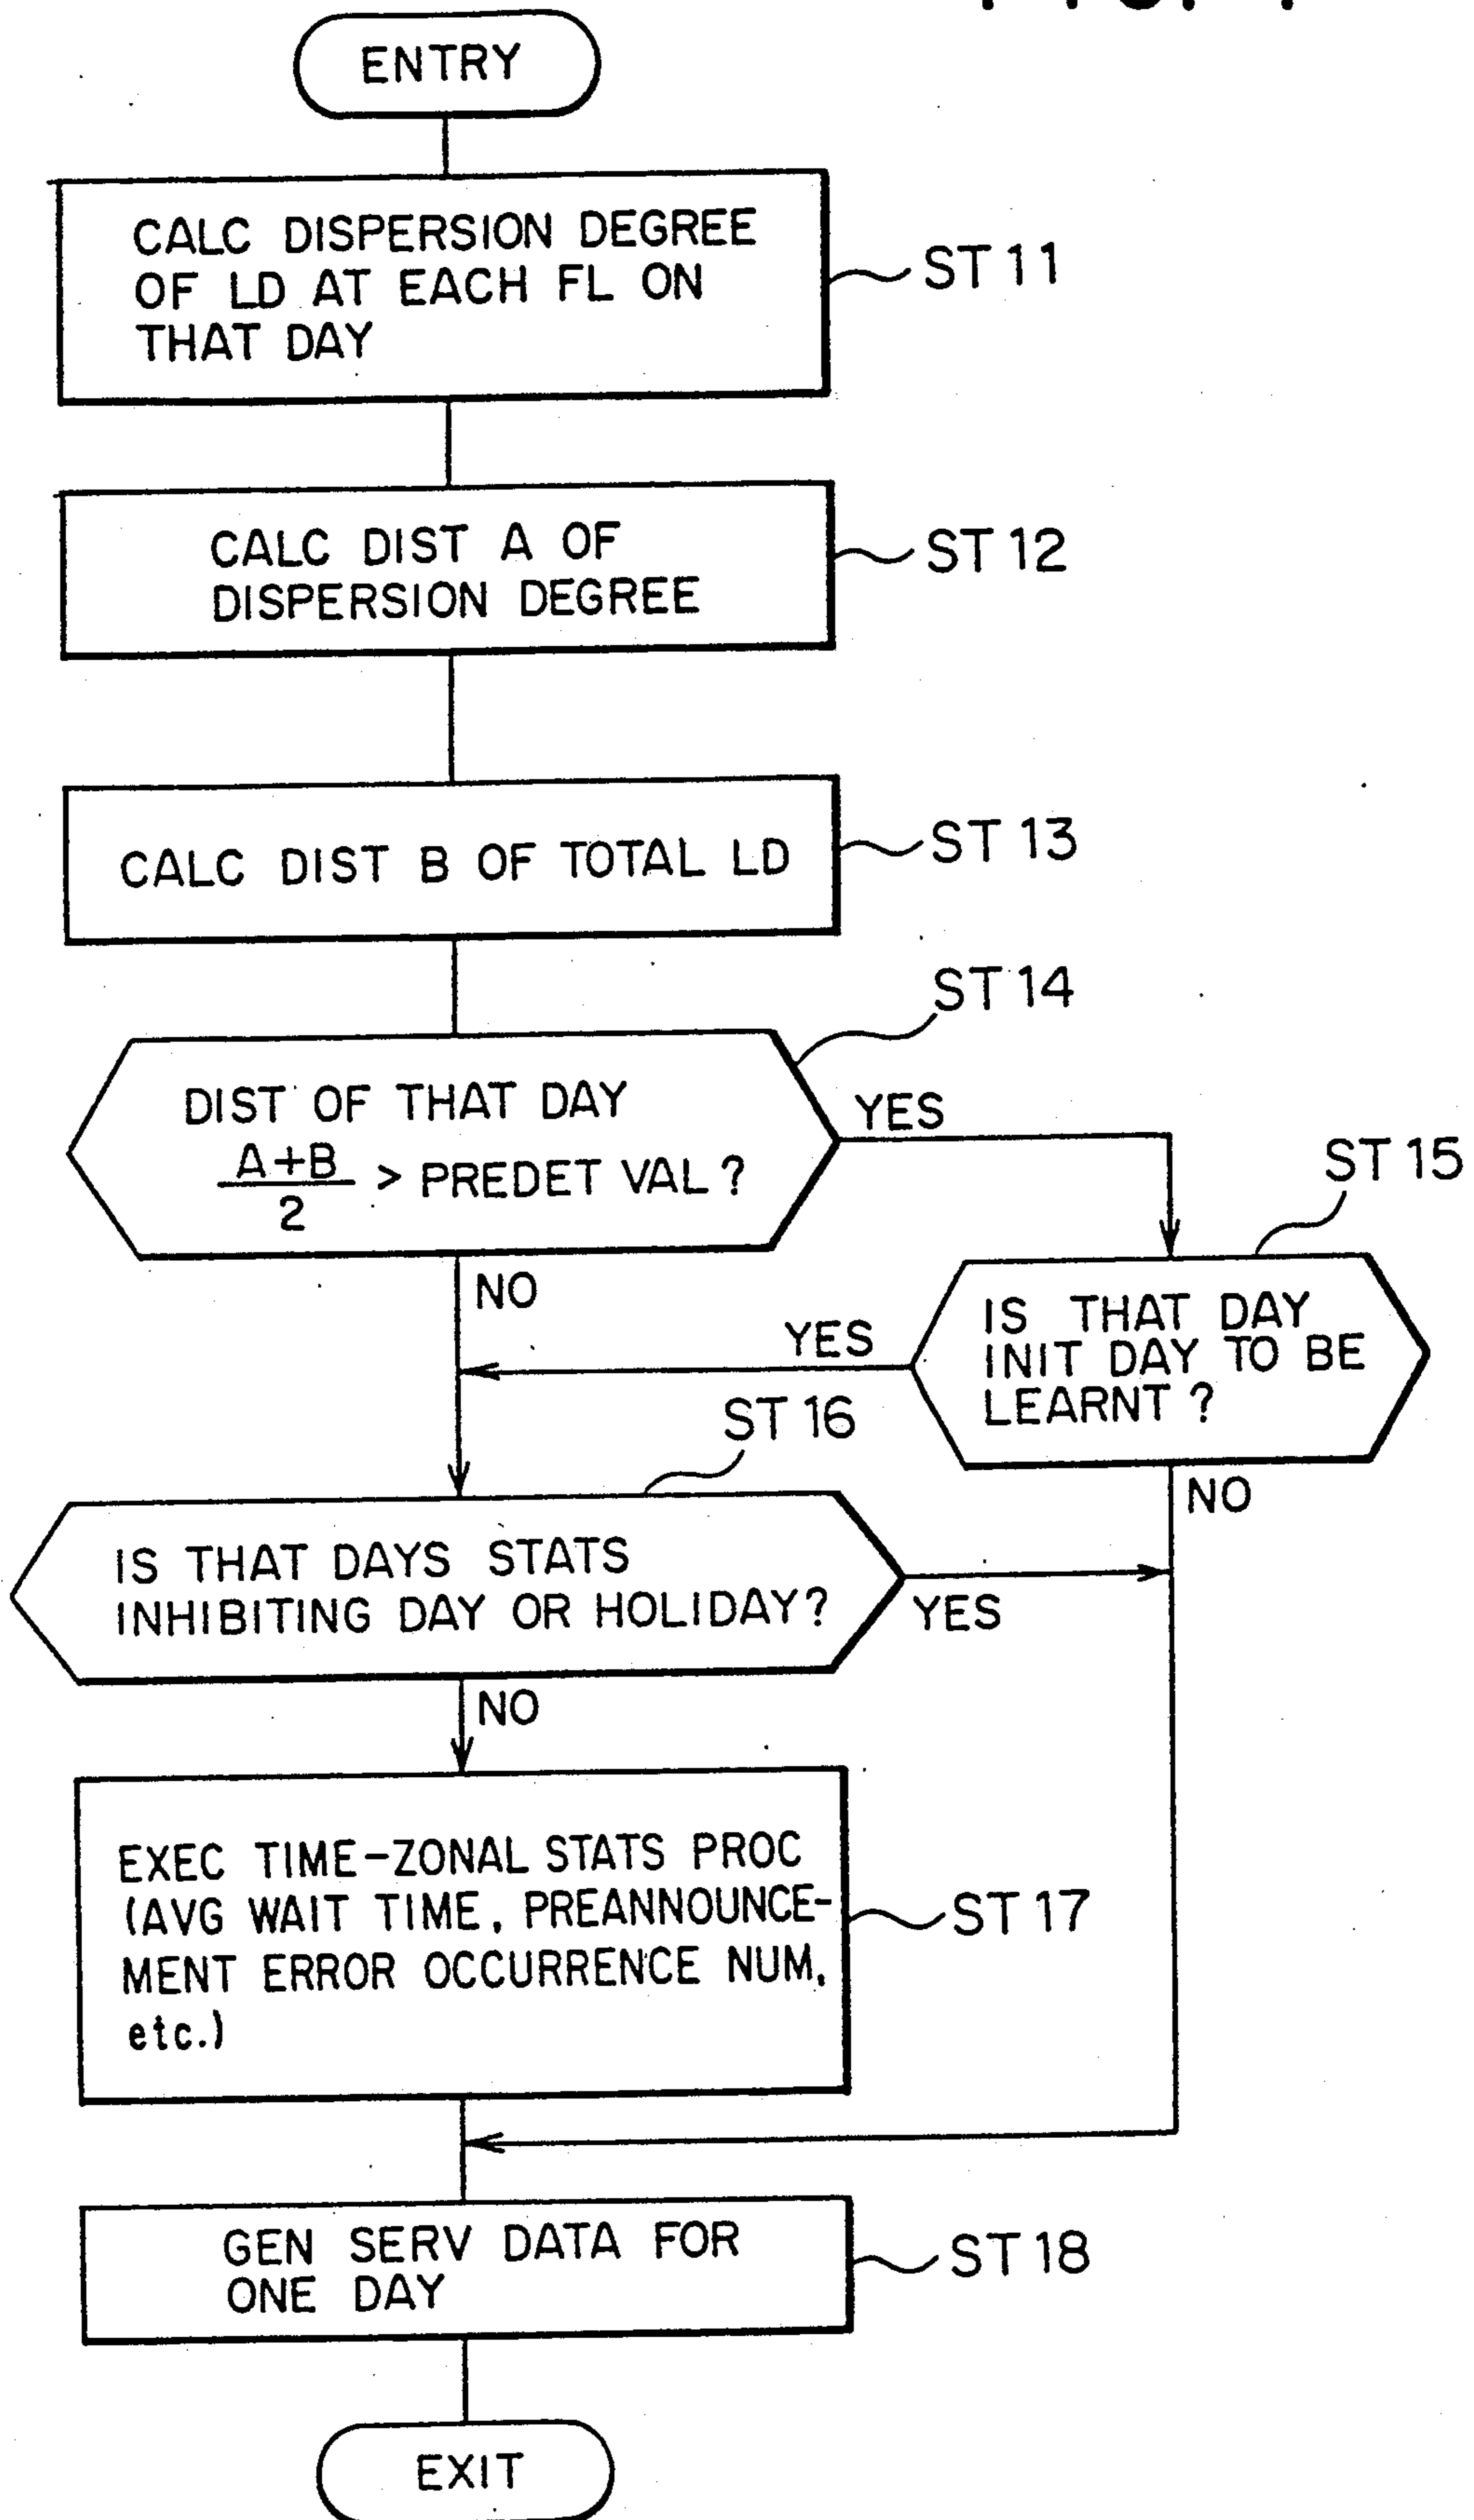 ENTRY
CALC DISPERSION DEGREE
OF LD AT EACH FL ON
THAT DAY
ST 11
CALC DIST A OF
DISPERSION DEGREE
ST 12
CALC DIST B OF TOTAL LD
ST 13
ST 14
DIST OF THAT DAY
A+B
2
> PREDET VAL ?
YES
ST 15
NO
IS THAT DAY
INIT DAY TO BE
LEARNT ?
YES
ST 16
NO
IS THAT DAYS STATS
INHIBITING DAY OR HOLIDAY?
YES
NO
EXEC TIME-ZONAL STATS PROC
(AVG WAIT TIME, PREANNOUNCE-
MENT ERROR OCCURRENCE NUM,
etc.)
ST 17
GEN SERV DATA FOR
ONE DAY
ST 18
EXIT